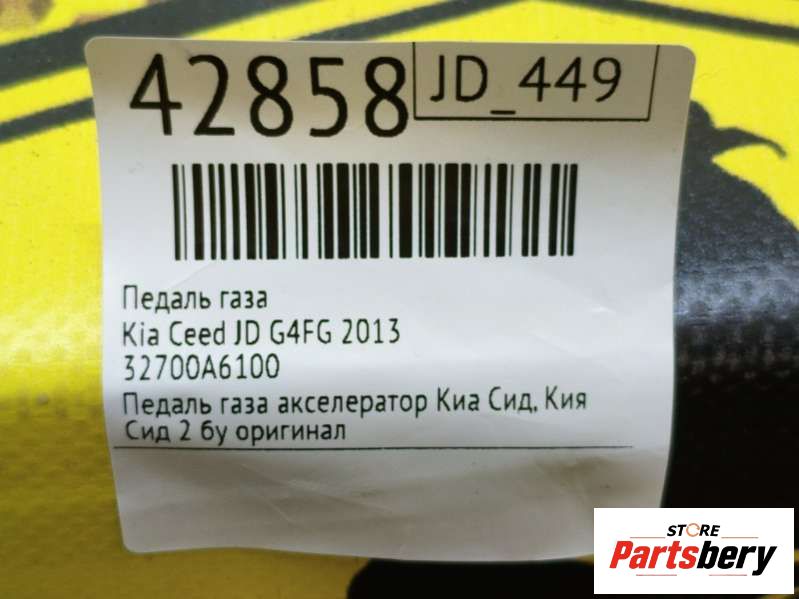 42858
JD_449
Педаль газа
Kia Ceed JD G4FG 2013
32700A6100
Педаль газа акселератор Киа Сид, Кия
Сид 2 бу оригинал
STORE
Partsbery